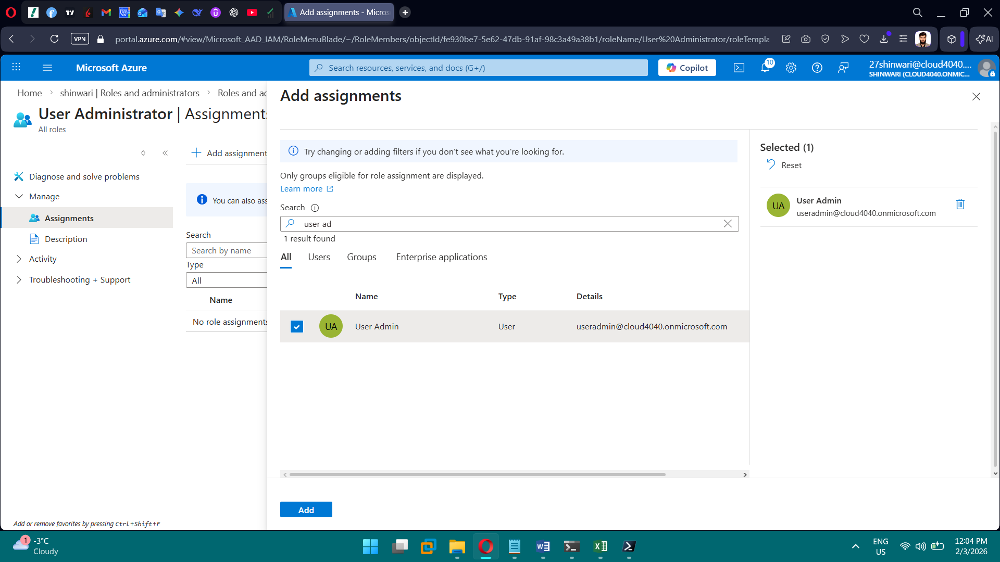 Add assignments - Micros
VPN
portal.azure.com/#view/Microsoft_AAD_IAM/RoleMenuBlade/~/RoleMembers/objectId/fe930be7-5e62-47db-91af-98c3a49a38b1/roleName/User%20Administrator/roleTempla
AI
Microsoft Azure
Search resources, services, and docs (G+/)
Copilot
10
27shinwari@cloud4040....
SHINWARI (CLOUD4040.ONMIC...
Home
shinwari | Roles and administrators
Roles and ad
User Administrator | Assignments
All roles
Diagnose and solve problems
Manage
Assignments
Description
Activity
Troubleshooting + Support
Add or remove favorites by pressing Ctrl+Shift+F
Add assignment
You can also ass
Search
Search by name
Type
All
Name
No role assignments
Add assignments
Try changing or adding filters if you don't see what you're looking for.
Only groups eligible for role assignment are displayed.
Learn more
Search
user ad
1 result found
All Users Groups Enterprise applications
Name Type Details
UA User Admin User useradmin@cloud4040.onmicrosoft.com
Selected (1)
Reset
UA
User Admin
useradmin@cloud4040.onmicrosoft.com
Add
1
-3°C
Cloudy
ENG
US
12:04 PM
2/3/2026